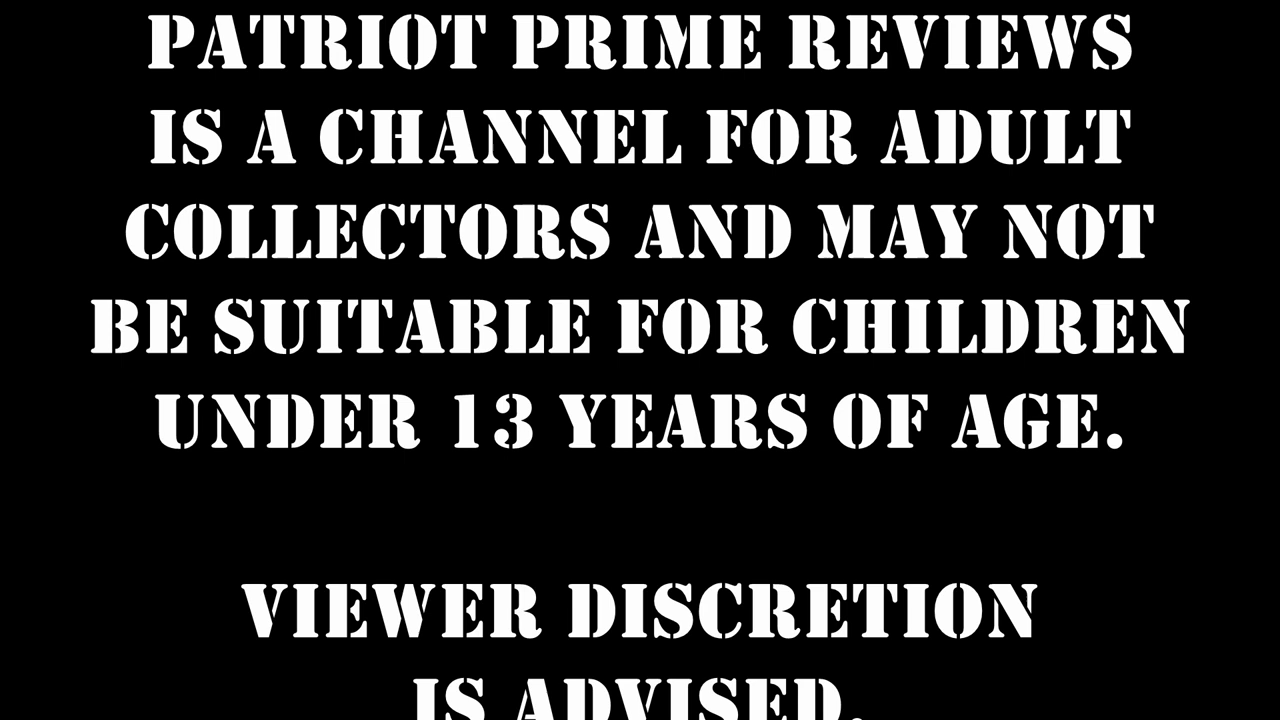 PATRIOT PRIME REVIEWS
IS A CHANNEL FOR ADULT
COLLECTORS AND MAY NOT
BE SUITABLE FOR CHILDREN
UNDER 13 YEARS OF AGE.
VIEWER DISCRETION
IS ADVISED.